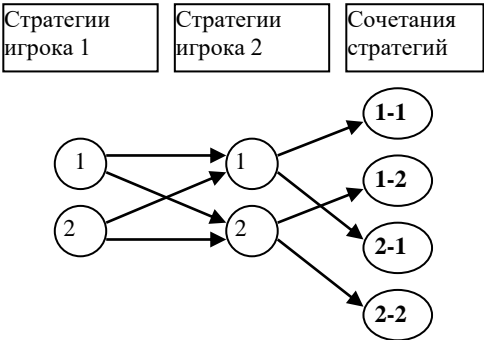 Стратегии
игрока 1
Стратегии
игрока 2
Сочетания
стратегий
1
2
1
2
1-1
1-2
2-1
2-2